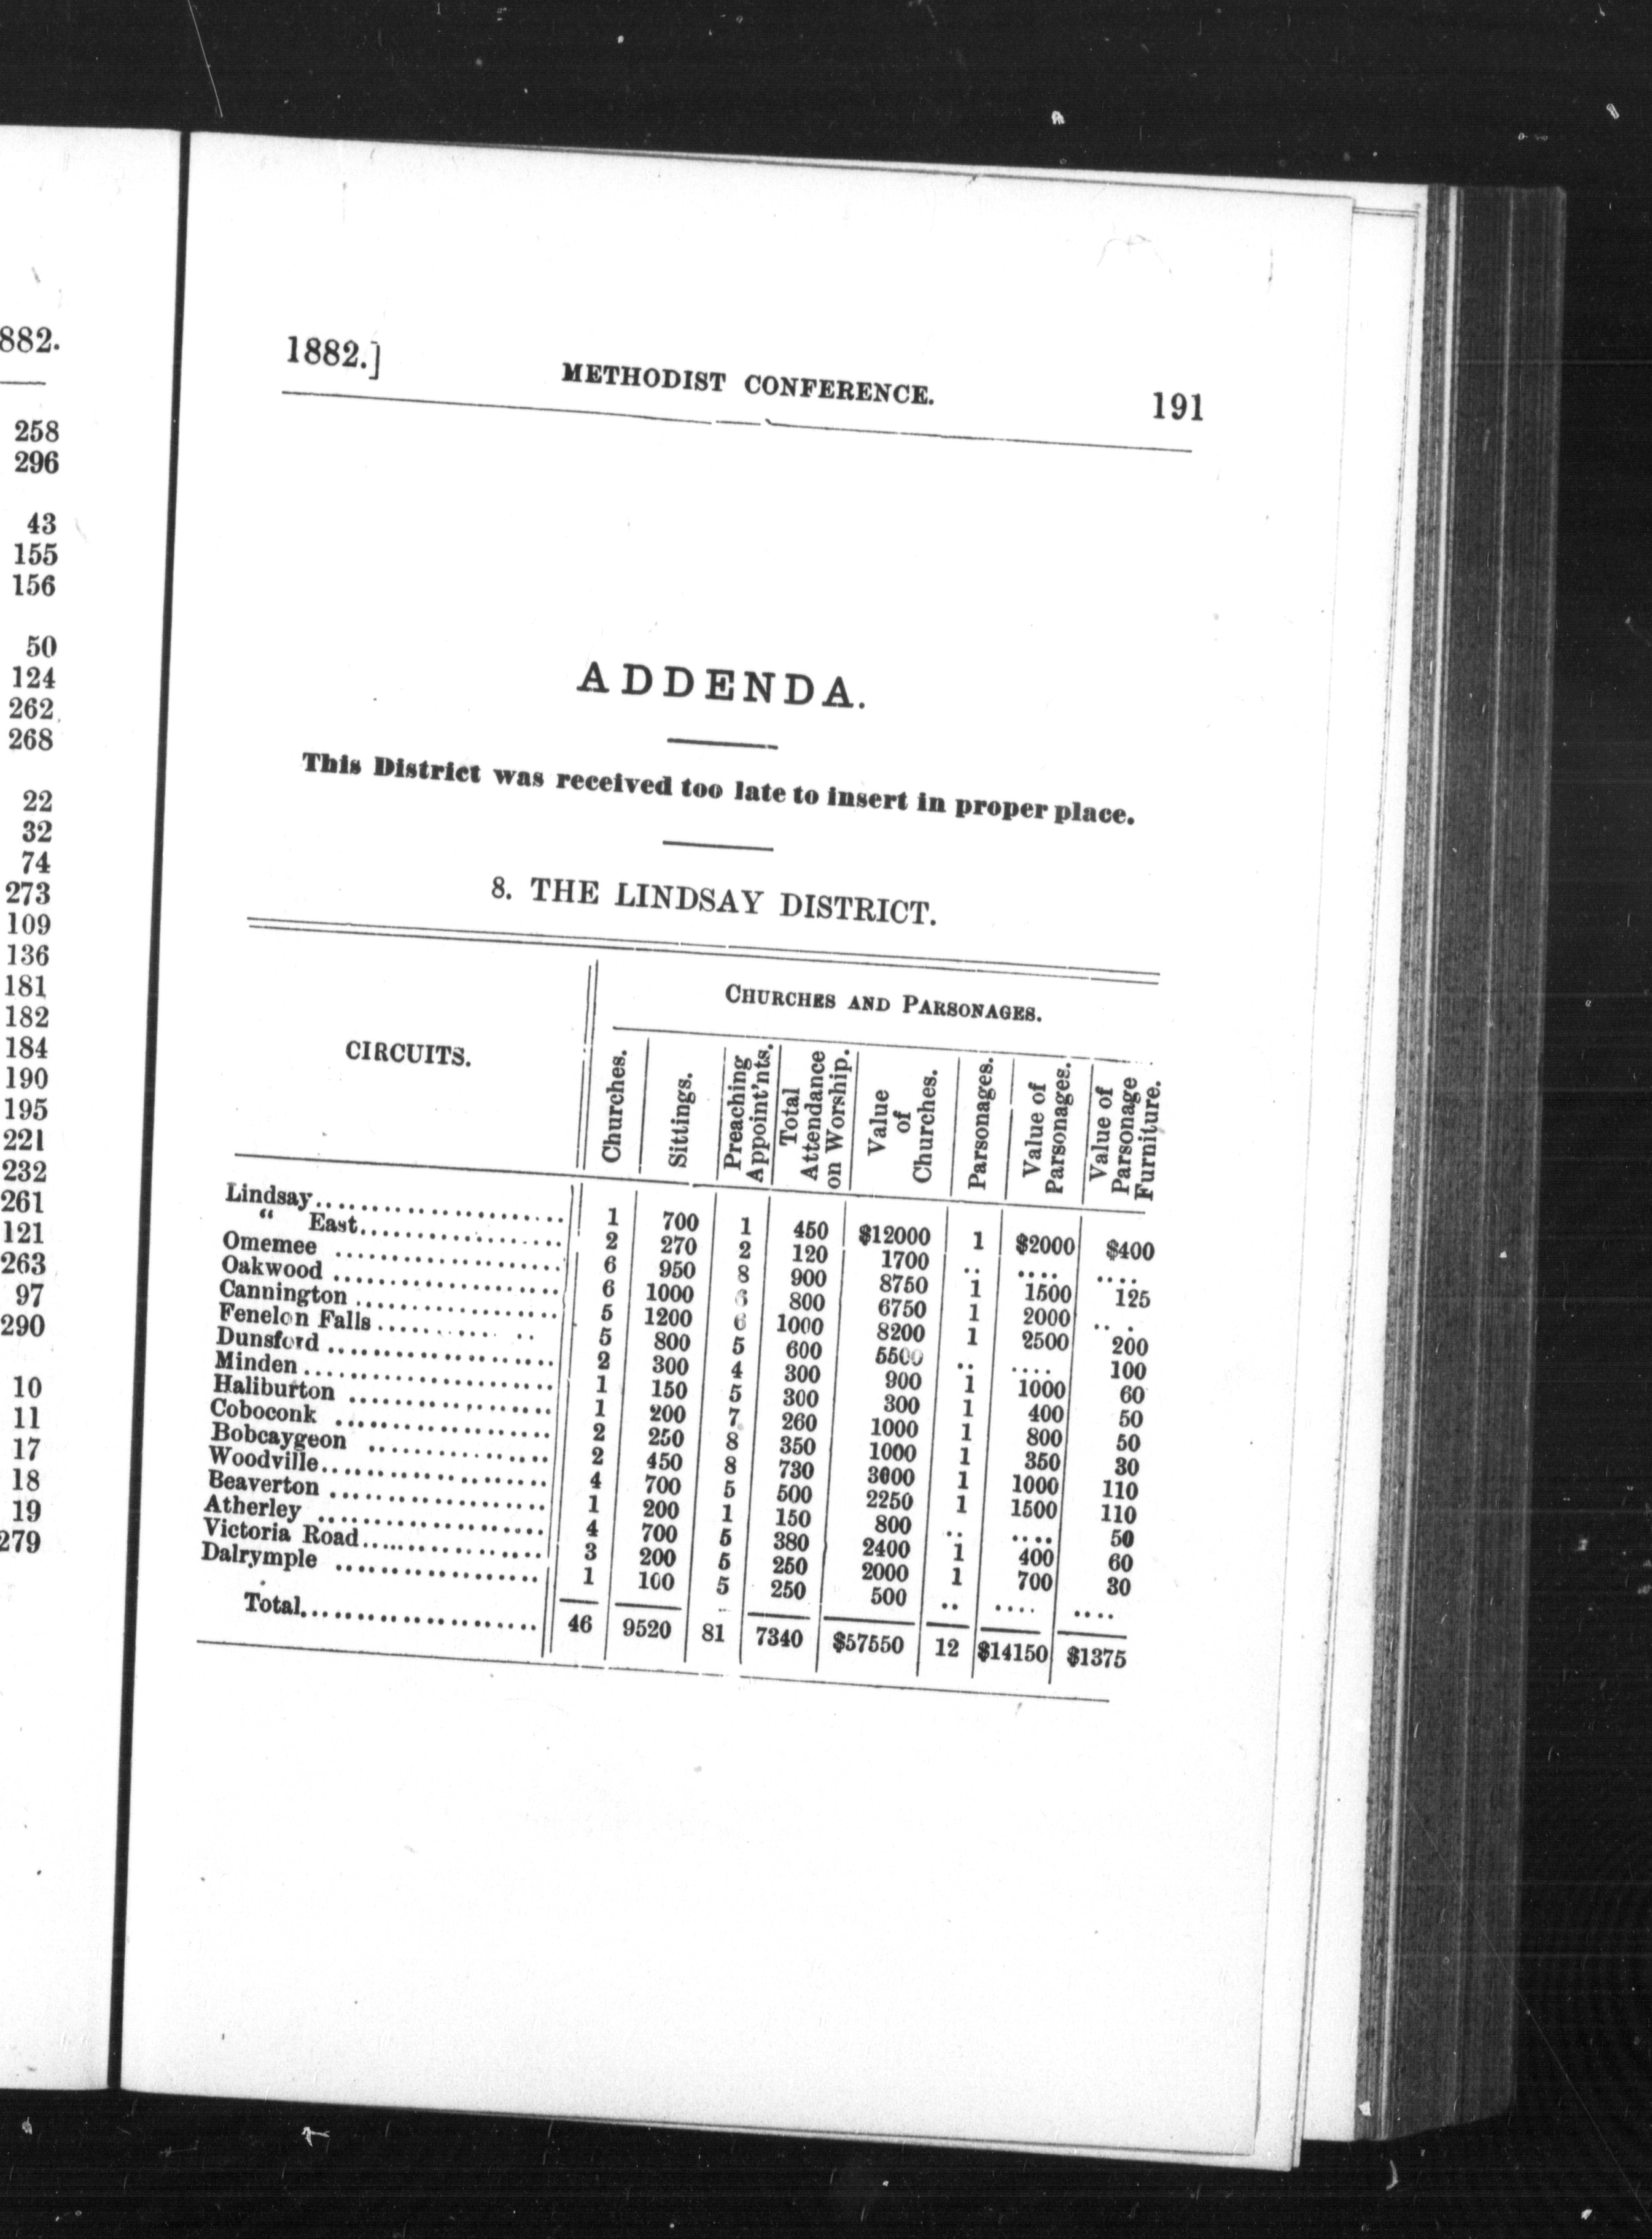 882.
258
296
43
155
156
50
124
262
268
22
32
74
273
109
136
181
182
184
190
195
221
232
261
121
263
97
290
10
11
17
18
19
279
1882.] METHODIST CONFERENCE. 191
ADDENDA.
This District was received too late to insert in proper place.
8. THE LINDSAY DISTRICT.
CHURCHES AND PARSONAGES.
CIRCUITS. Churches. Sittings. Preaching Appoint'nts. Total Attendance on Worship. Value of Churches. Parsonages. Value of Parsonages. Value of Parsonage Furniture.
Lindsay........................ 1 700 1 450 $12000 1 $2000 $400
" East.................... 2 270 2 120 1700 .. .... ....
Omemee ...................... 6 950 8 900 8750 1 1500 125
Oakwood ...................... 6 1000 6 800 6750 1 2000 .. .
Cannington .................... 5 1200 6 1000 8200 1 2500 200
Fenelon Falls.................. 5 800 5 600 5500 .. .... 100
Dunsford ...................... 2 300 4 300 900 1 1000 60
Minden........................ 1 150 5 300 300 1 400 50
Haliburton .................... 1 200 7 260 1000 1 800 50
Coboconk ...................... 2 250 8 350 1000 1 350 30
Bobcaygeon .................. 2 450 8 730 3000 1 1000 110
Woodville...................... 4 700 5 500 2250 1 1500 110
Beaverton ...................... 1 200 1 150 800 .. .... 50
Atherley ...................... 4 700 5 380 2400 1 400 60
Victoria Road.................. 3 200 5 250 2000 1 700 30
Dalrymple .................... 1 100 5 250 500 .. .... ....
Total........................ 46 9520 81 7340 $57550 12 $14150 $1375